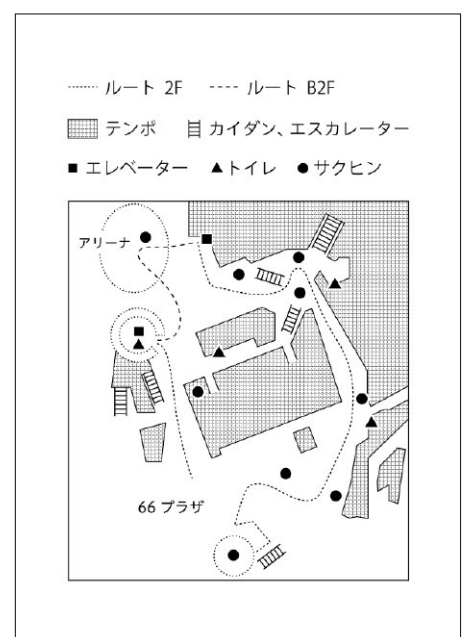 ルート 2F ルート B2F
テンポ カイダン、エスカレーター
エレベーター トイレ サクヒン
アリーナ
66 プラザ